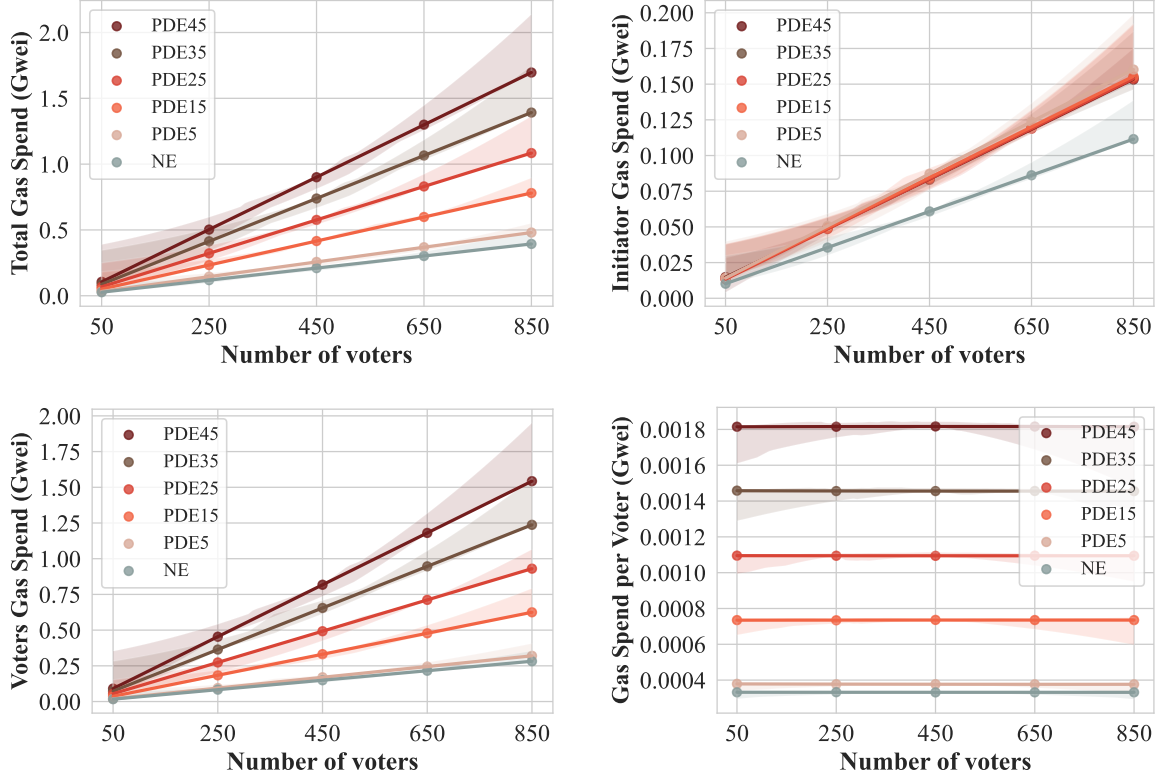 Total Gas Spend (Gwei)
2.0
1.5
1.0
0.5
0.0
PDE45
PDE35
PDE25
PDE15
PDE5
NE
50 250 450 650 850
Number of voters
Initiator Gas Spend (Gwei)
0.200
0.175
0.150
0.125
0.100
0.075
0.050
0.025
0.000
PDE45
PDE35
PDE25
PDE15
PDE5
NE
50 250 450 650 850
Number of voters
Voters Gas Spend (Gwei)
2.00
1.75
1.50
1.25
1.00
0.75
0.50
0.25
0.00
PDE45
PDE35
PDE25
PDE15
PDE5
NE
50 250 450 650 850
Number of voters
Gas Spend per Voter (Gwei)
0.0018
0.0016
0.0014
0.0012
0.0010
0.0008
0.0006
0.0004
PDE45
PDE35
PDE25
PDE15
PDE5
NE
50 250 450 650 850
Number of voters